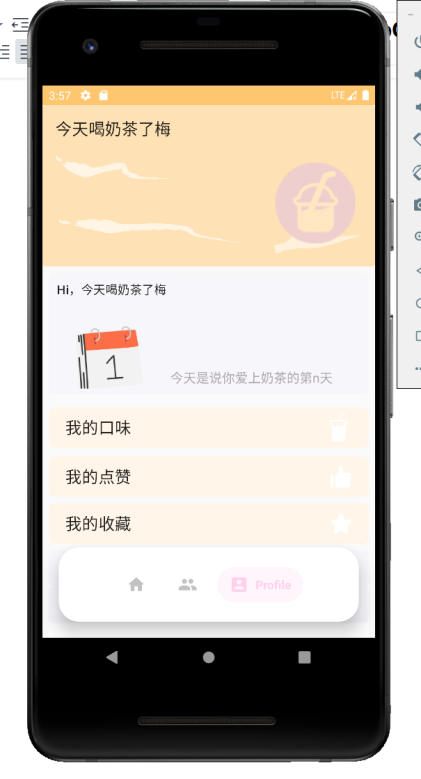 3:57 LTE
今天喝奶茶了梅
Hi，今天喝奶茶了梅
1
今天是说你爱上奶茶的第n天
我的口味
我的点赞
我的收藏
Profile